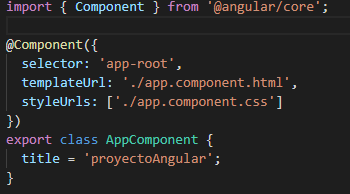 import { Component } from '@angular/core';
@Component({
selector: 'app-root',
templateUrl: './app.component.html',
styleUrls: ['./app.component.css']
})
export class AppComponent {
title = 'proyectoAngular';
}